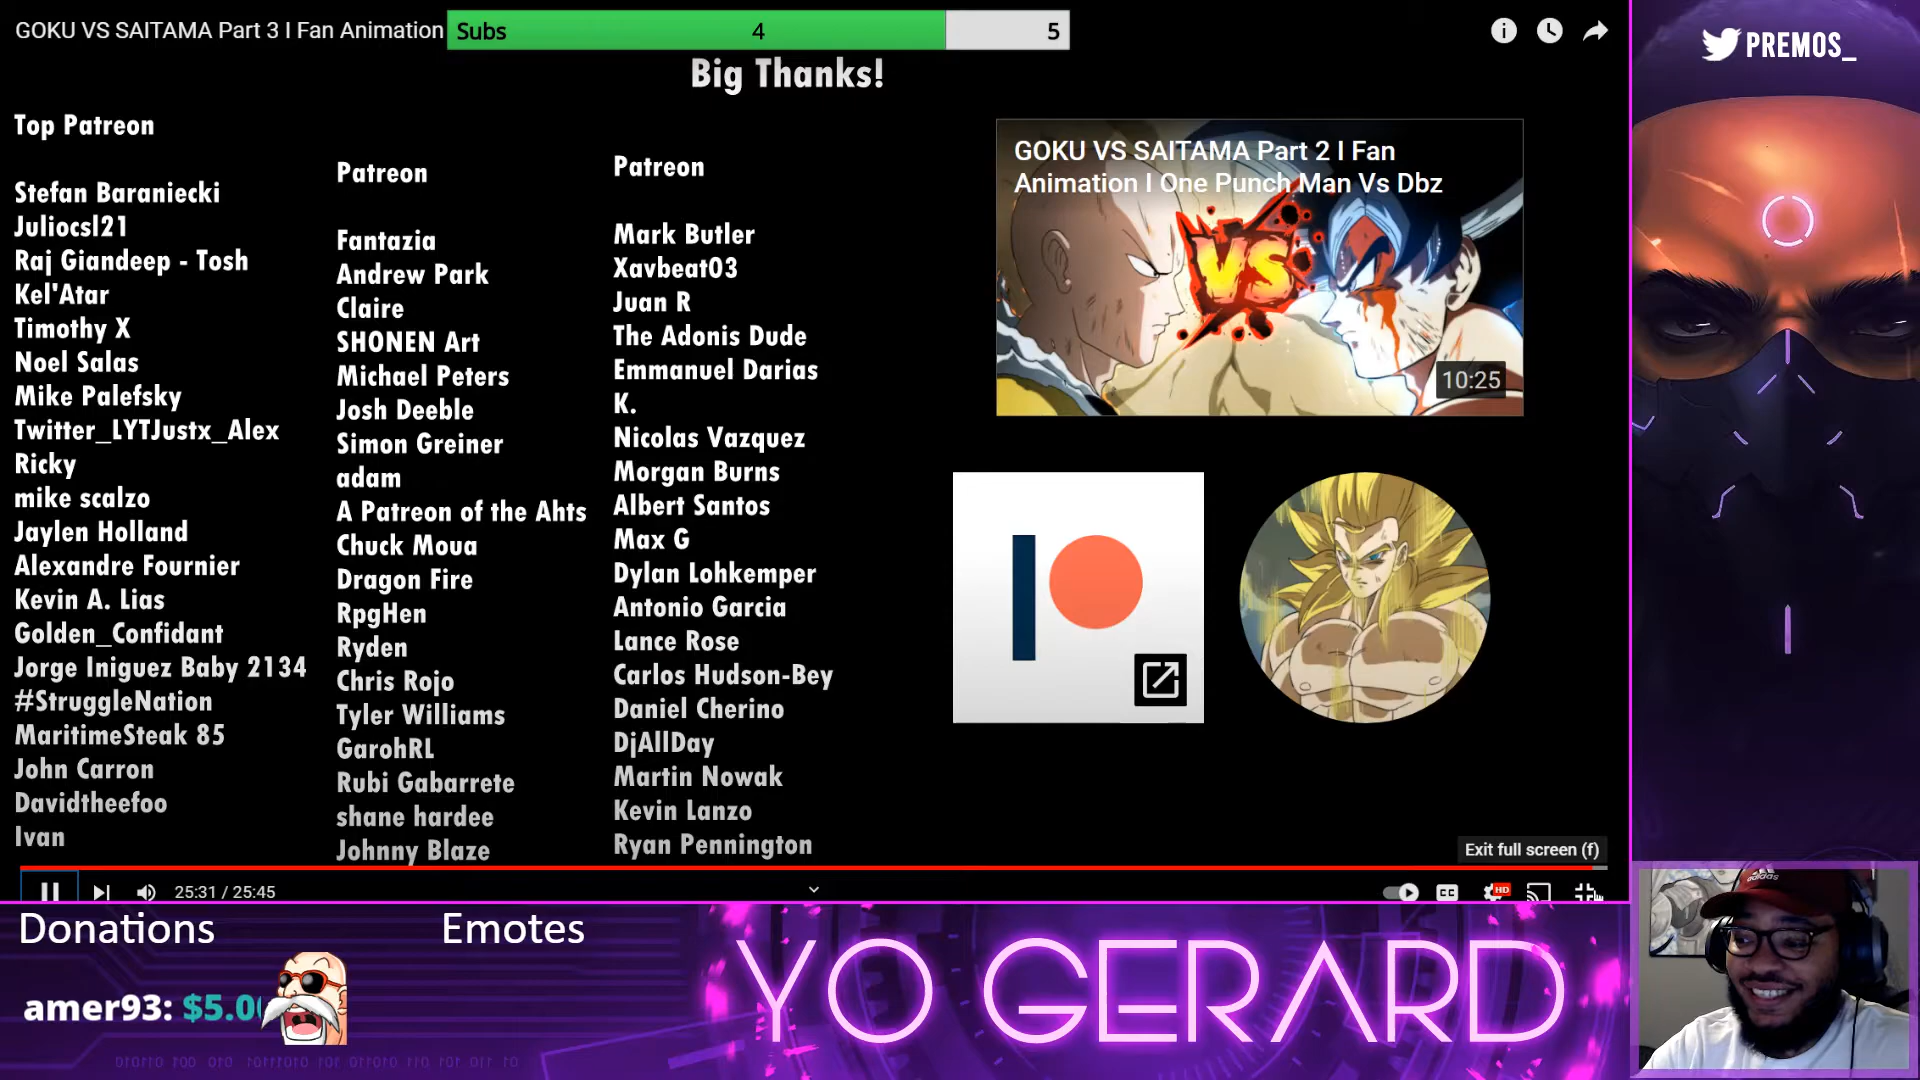 GOKU VS SAITAMA Part 3 I Fan Animation
Subs 4 5
Big Thanks!
PREMOS_
Top Patreon
Stefan Baraniecki
Juliocsl21
Raj Giandeep - Tosh
Kel'Atar
Timothy X
Noel Salas
Mike Palefsky
Twitter_LYTJustx_Alex
Ricky
mike scalzo
Jaylen Holland
Alexandre Fournier
Kevin A. Lias
Golden_Confidant
Jorge Iniguez Baby 2134
#StruggleNation
MaritimeSteak 85
John Carron
Davidtheefoo
Ivan
Patreon
Fantazia
Andrew Park
Claire
SHONEN Art
Michael Peters
Josh Deeble
Simon Greiner
adam
A Patreon of the Ahts
Chuck Moua
Dragon Fire
RpgHen
Ryden
Chris Rojo
Tyler Williams
GarohRL
Rubi Gabarrete
shane hardee
Johnny Blaze
Patreon
Mark Butler
Xavbeat03
Juan R
The Adonis Dude
Emmanuel Darias
K.
Nicolas Vazquez
Morgan Burns
Albert Santos
Max G
Dylan Lohkemper
Antonio Garcia
Lance Rose
Carlos Hudson-Bey
Daniel Cherino
DjAllDay
Martin Nowak
Kevin Lanzo
Ryan Pennington
GOKU VS SAITAMA Part 2 I Fan
Animation I One Punch Man Vs Dbz
VS
10:25
Exit full screen (f)
25:31 / 25:45
CC
HD
Donations
Emotes
amer93: $5.0
YO GERARD
adidas